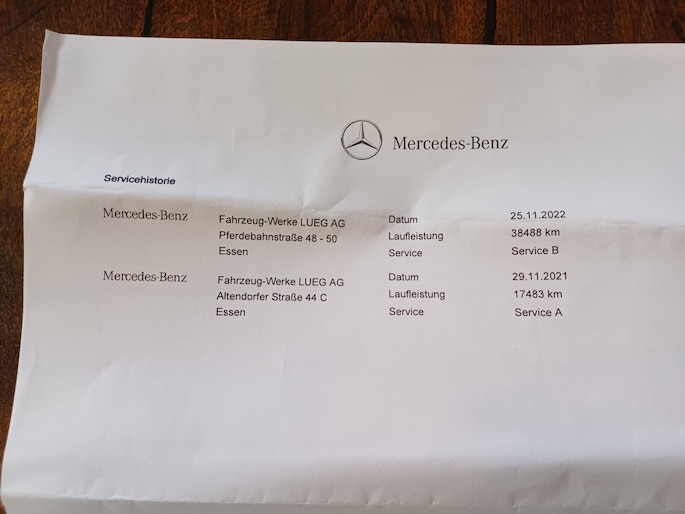 Mercedes-Benz
Servicehistorie
Mercedes-Benz Fahrzeug-Werke LUEG AG Datum 25.11.2022
Pferdebahnstraße 48 - 50 Laufleistung 38488 km
Essen Service Service B
Mercedes-Benz Fahrzeug-Werke LUEG AG Datum 29.11.2021
Altendorfer Straße 44 C Laufleistung 17483 km
Essen Service Service A